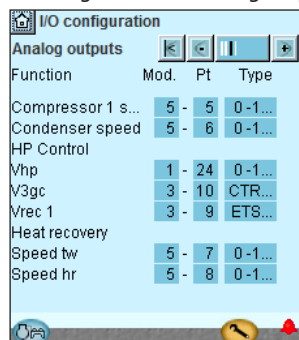 I/O configuration
Analog outputs
Function Mod. Pt Type
Compressor 1 s... 5 - 5 0 -1...
Condenser speed 5 - 6 0 -1...
HP Control
Vhp 1 - 24 0 -1...
V3gc 3 - 10 CTR...
Vrec 1 3 - 9 ETS...
Heat recovery
Speed tw 5 - 7 0 -1...
Speed hr 5 - 8 0 -1...